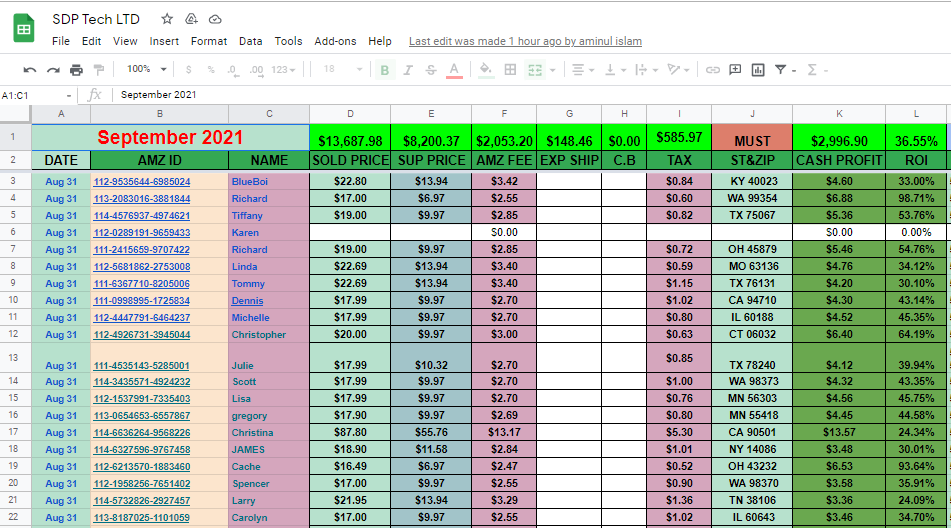 SDP Tech LTD
File Edit View Insert Format Data Tools Add-ons Help Last edit was made 1 hour ago by aminul islam
100% $ % .0 .00 123 18 B I S A
A1:C1 fx September 2021
A B C D E F G H I J K L
1 September 2021 $13,687.98 $8,200.37 $2,053.20 $148.46 $0.00 $585.97 MUST $2,996.90 36.55%
2 DATE AMZ ID NAME SOLD PRICE SUP PRICE AMZ FEE EXP SHIP C.B TAX ST&ZIP CASH PROFIT ROI
3 Aug 31 112-9535644-6985024 BlueBoi $22.80 $13.94 $3.42 $0.84 KY 40023 $4.60 33.00%
4 Aug 31 113-2083016-3881844 Richard $17.00 $6.97 $2.55 $0.60 WA 99354 $6.88 98.71%
5 Aug 31 114-4576937-4974621 Tiffany $19.00 $9.97 $2.85 $0.82 TX 75067 $5.36 53.76%
6 Aug 31 112-0289191-9659433 Karen $0.00 $0.00 0.00%
7 Aug 31 111-2415659-9707422 Richard $19.00 $9.97 $2.85 $0.72 OH 45879 $5.46 54.76%
8 Aug 31 112-5681862-2753008 Linda $22.69 $13.94 $3.40 $0.59 MO 63136 $4.76 34.12%
9 Aug 31 111-6367710-8205006 Tommy $22.69 $13.94 $3.40 $1.15 TX 76131 $4.20 30.10%
10 Aug 31 111-0998995-1725834 Dennis $17.99 $9.97 $2.70 $1.02 CA 94710 $4.30 43.14%
11 Aug 31 112-4447791-6464237 Michelle $17.99 $9.97 $2.70 $0.80 IL 60188 $4.52 45.35%
12 Aug 31 112-4926731-3945044 Christopher $20.00 $9.97 $3.00 $0.63 CT 06032 $6.40 64.19%
13 Aug 31 111-4535143-5285001 Julie $17.99 $10.32 $2.70 $0.85 TX 78240 $4.12 39.94%
14 Aug 31 114-3435571-4924232 Scott $17.99 $9.97 $2.70 $1.00 WA 98373 $4.32 43.35%
15 Aug 31 112-1537991-7335403 Lisa $17.99 $9.97 $2.70 $0.76 MN 56303 $4.56 45.75%
16 Aug 31 113-0654653-6557867 gregory $17.90 $9.97 $2.69 $0.80 MN 55418 $4.45 44.58%
17 Aug 31 114-6636264-9568226 Christina $87.80 $55.76 $13.17 $5.30 CA 90501 $13.57 24.34%
18 Aug 31 114-6327596-9767458 JAMES $18.90 $11.58 $2.84 $1.01 NY 14086 $3.48 30.01%
19 Aug 31 112-6213570-1883460 Cache $16.49 $6.97 $2.47 $0.52 OH 43232 $6.53 93.64%
20 Aug 31 112-1958256-7651402 Spencer $17.00 $9.97 $2.55 $0.90 WA 98370 $3.58 35.91%
21 Aug 31 114-5732826-2927457 Larry $21.95 $13.94 $3.29 $1.36 TN 38106 $3.36 24.09%
22 Aug 31 113-8187025-1101059 Carolyn $17.00 $9.97 $2.55 $1.02 IL 60643 $3.46 34.70%